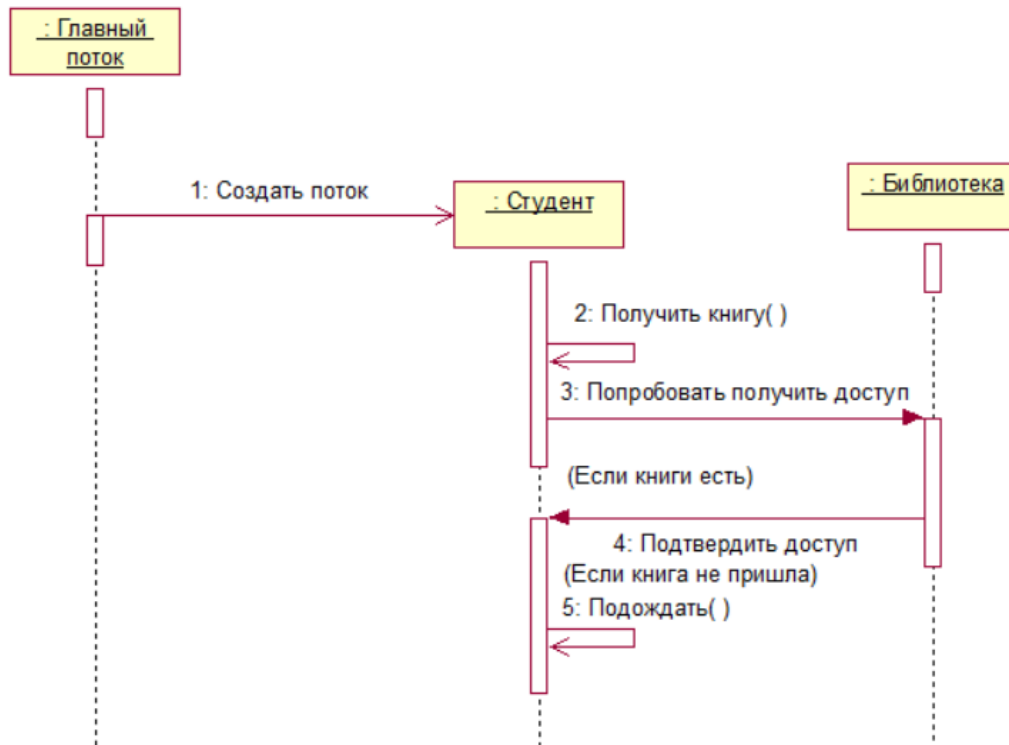 : Главный
поток
1: Создать поток
: Студент
: Библиотека
2: Получить книгу( )
3: Попробовать получить доступ
(Если книги есть)
4: Подтвердить доступ
(Если книга не пришла)
5: Подождать( )